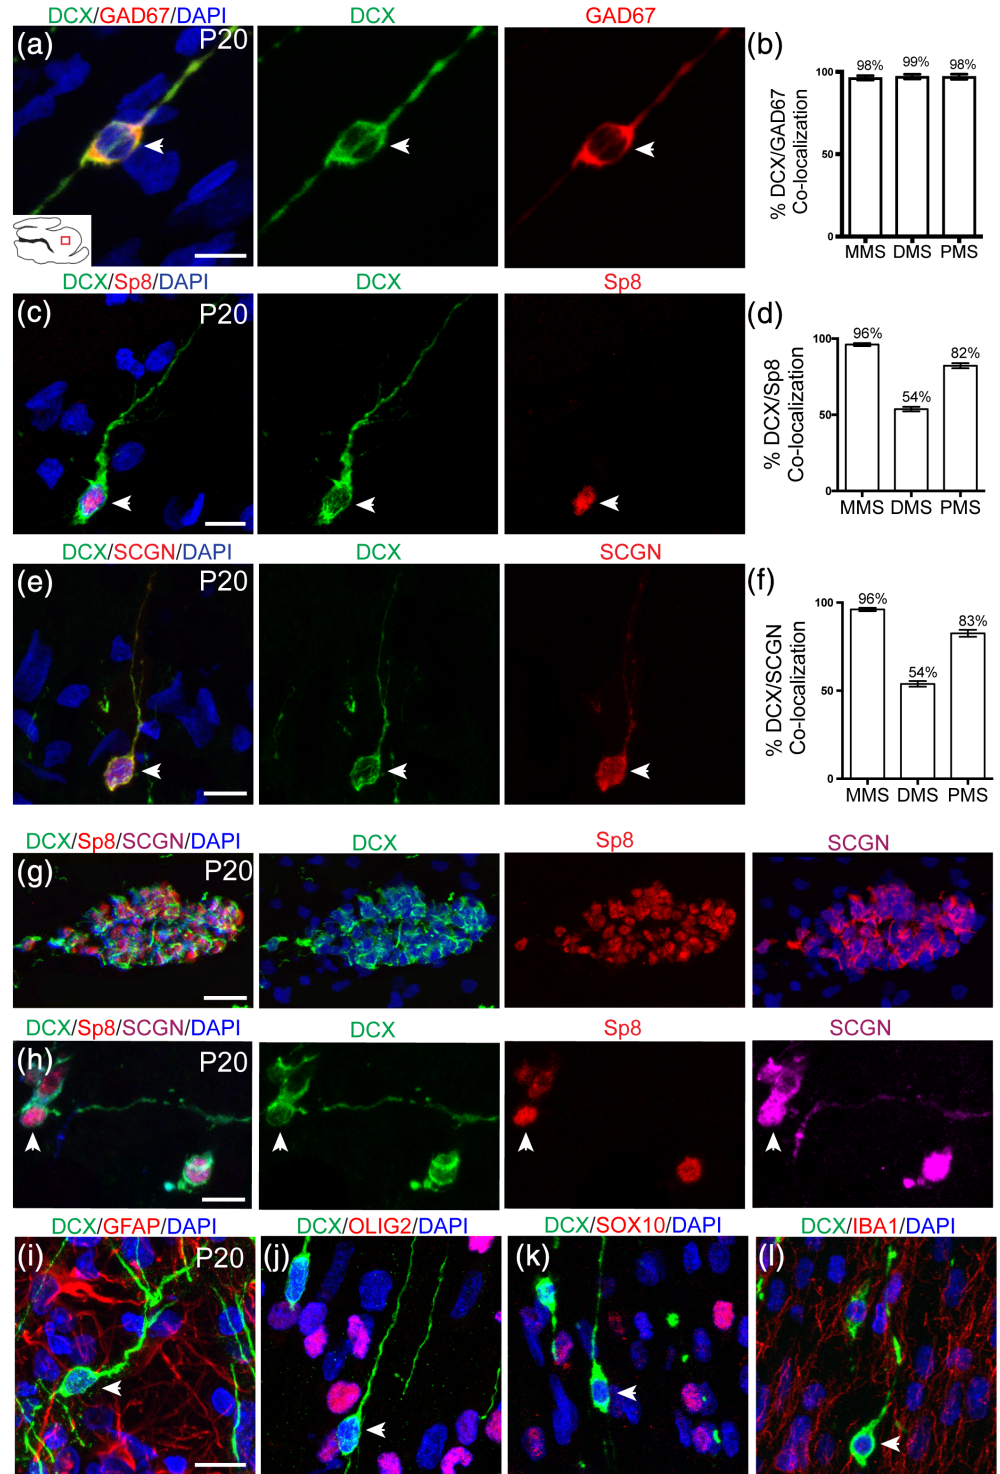 DCX/GAD67/DAPI DCX GAD67
(a) P20
(b)
% DCX/GAD67
Co-localization
100
50
0
98% 99% 98%
MMS DMS PMS
DCX/Sp8/DAPI DCX Sp8
(c) P20
(d)
% DCX/Sp8
Co-localization
100
50
0
96% 54% 82%
MMS DMS PMS
DCX/SCGN/DAPI DCX SCGN
(e) P20
(f)
% DCX/SCGN
Co-localization
100
50
0
96% 54% 83%
MMS DMS PMS
DCX/Sp8/SCGN/DAPI DCX Sp8 SCGN
(g) P20
DCX/Sp8/SCGN/DAPI DCX Sp8 SCGN
(h) P20
DCX/GFAP/DAPI DCX/OLIG2/DAPI DCX/SOX10/DAPI DCX/IBA1/DAPI
(i) P20 (j) (k) (l)